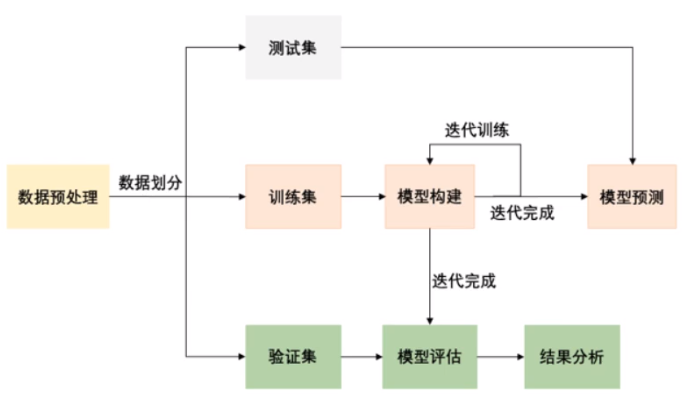 测试集
迭代训练
数据预处理
数据划分
训练集
模型构建
迭代完成
模型预测
迭代完成
验证集
模型评估
结果分析